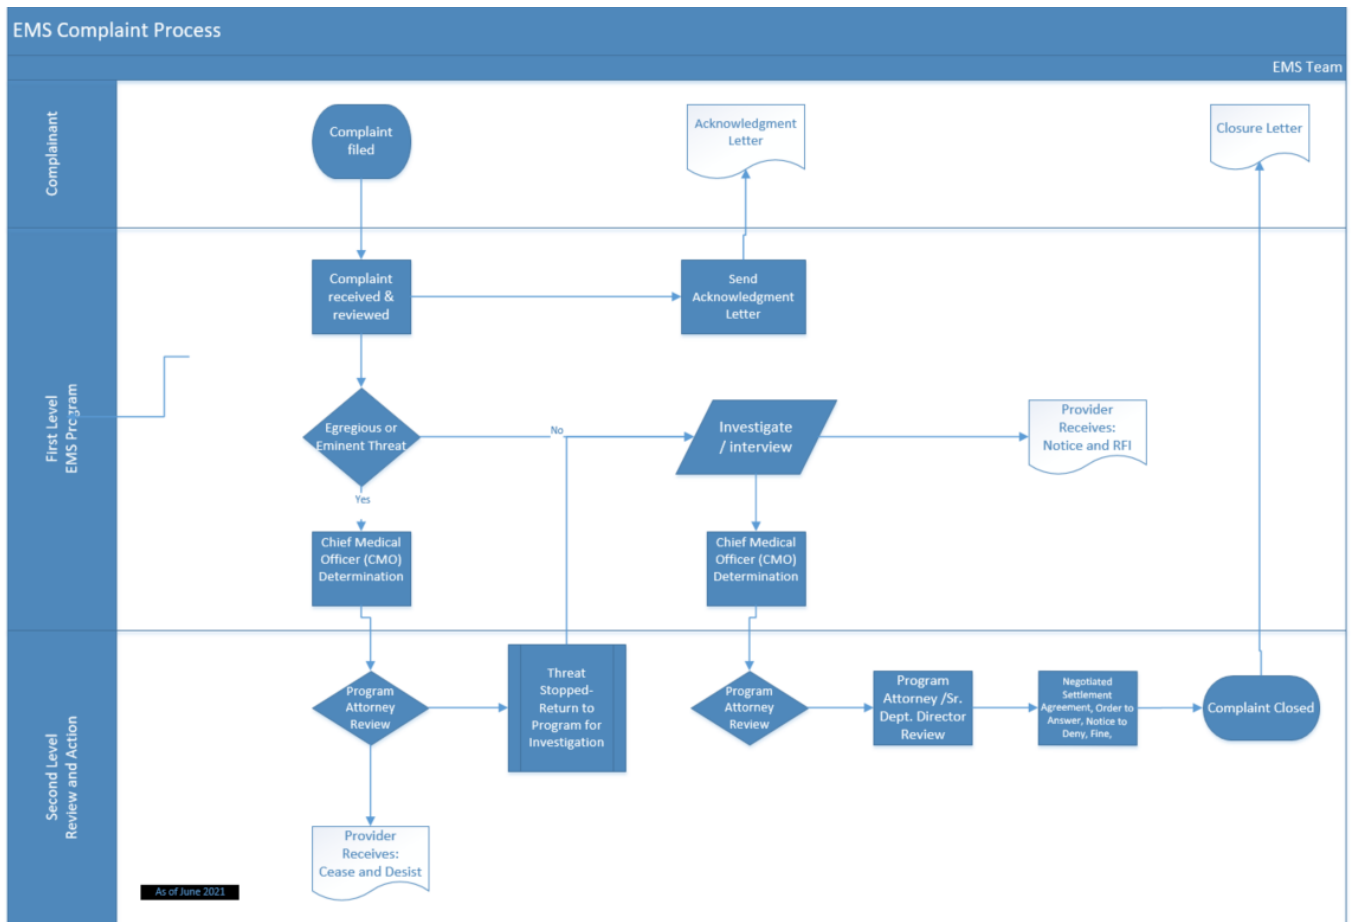 EMS Complaint Process
EMS Team
Complainant
Complaint
filed
Acknowledgment
Letter
Closure Letter
First Level
EMS Program
Complaint
received &
reviewed
Send
Acknowledgment
Letter
Egregious or
Eminent Threat
No
Investigate
/ interview
Provider
Receives:
Notice and RFI
Yes
Chief Medical
Officer (CMO)
Determination
Chief Medical
Officer (CMO)
Determination
Second Level
Review and Action
Program
Attorney
Review
Threat
Stopped-
Return to
Program for
Investigation
Program
Attorney
Review
Program
Attorney /Sr.
Dept. Director
Review
Negotiated
Settlement
Agreement, Order to
Answer, Notice to
Deny, Fine,
Complaint Closed
Provider
Receives:
Cease and Desist
As of June 2021